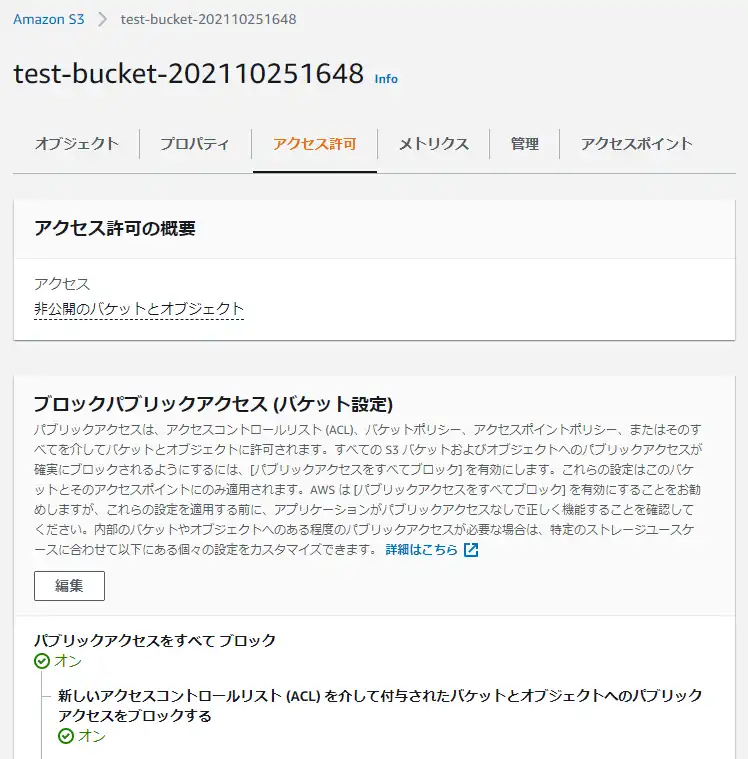 Amazon S3 > test-bucket-202110251648
test-bucket-202110251648 Info
オブジェクト プロパティ アクセス許可 メトリクス 管理 アクセスポイント
アクセス許可の概要
アクセス
非公開のバケットとオブジェクト
ブロックパブリックアクセス (バケット設定)
パブリックアクセスは、アクセスコントロールリスト (ACL)、バケットポリシー、アクセスポイントポリシー、またはそのす
べてを介してバケットとオブジェクトに許可されます。すべての S3 バケットおよびオブジェクトへのパブリックアクセスが
確実にブロックされるようにするには、[パブリックアクセスをすべてブロック] を有効にします。これらの設定はこのバケ
ットとそのアクセスポイントにのみ適用されます。AWS は [パブリックアクセスをすべてブロック] を有効にすることをお勧
めしますが、これらの設定を適用する前に、アプリケーションがパブリックアクセスなしで正しく機能することを確認して
ください。内部のバケットやオブジェクトへのある程度のパブリックアクセスが必要な場合は、特定のストレージユースケ
ースに合わせて以下にある個々の設定をカスタマイズできます。 詳細はこちら
編集
パブリックアクセスをすべて ブロック
オン
新しいアクセスコントロールリスト (ACL) を介して付与されたバケットとオブジェクトへのパブリック
アクセスをブロックする
オン